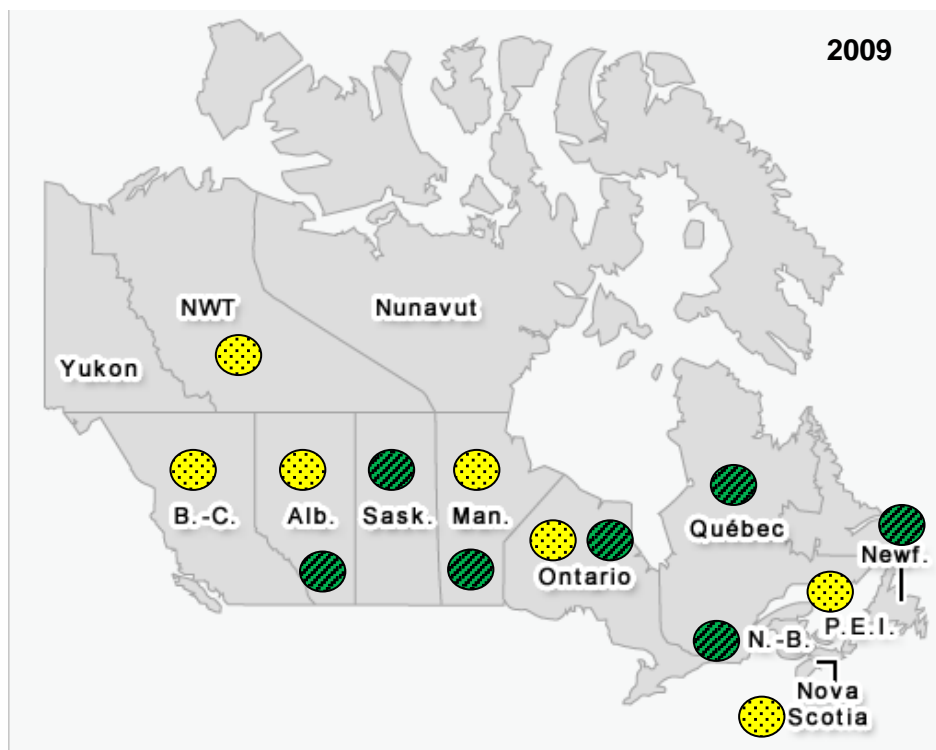 2009
NWT
Nunavut
Yukon
B.-C.
Alb.
Sask.
Man.
Québec
Ontario
Newf.
P.E.I.
N.-B.
Nova
Scotia